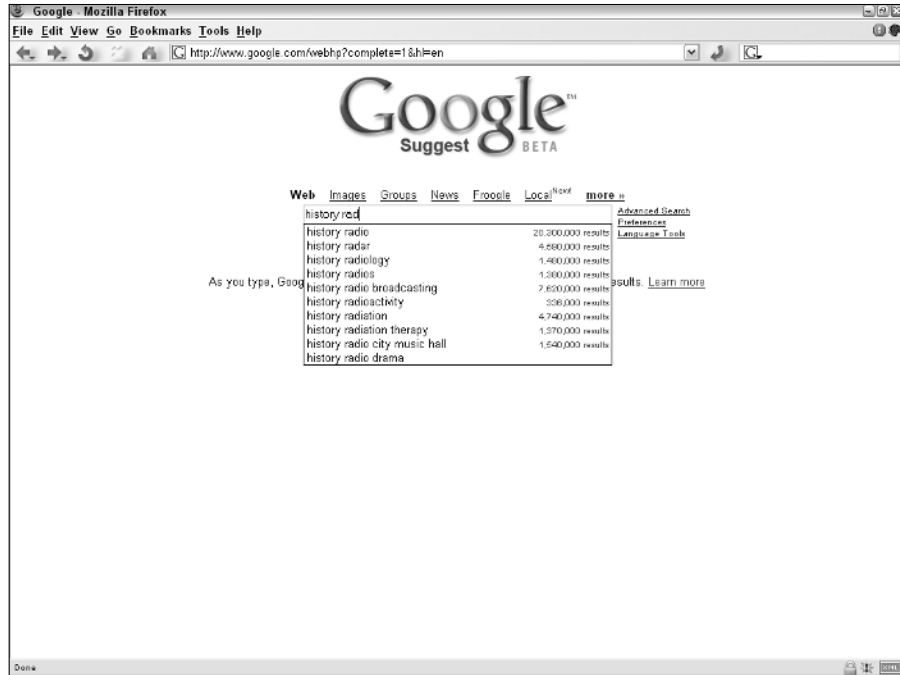 Google - Mozilla Firefox
File Edit View Go Bookmarks Tools Help
http://www.google.com/webhp?complete=1&hl=en
Google™
Suggest BETA
Web Images Groups News Froogle Local New! more »
history rad
Advanced Search
Preferences
Language Tools
history radio 20,300,000 results
history radar 4,680,000 results
history radiology 1,460,000 results
history radios 1,360,000 results
As you type, Goog esults. Learn more
history radio broadcasting 7,620,000 results
history radioactivity 336,000 results
history radiation 4,740,000 results
history radiation therapy 1,370,000 results
history radio city music hall 1,540,000 results
history radio drama
Done